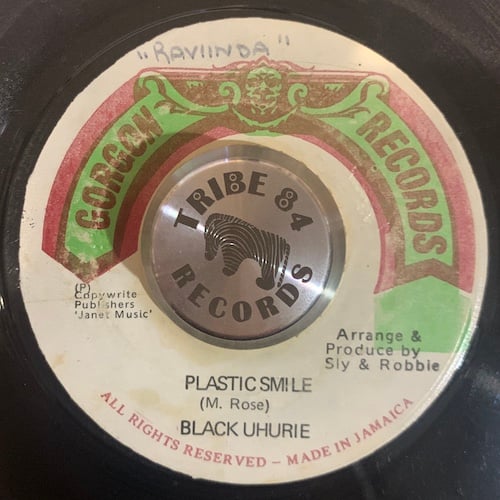 "RAVIINDA"
GORGON RECORDS
TRIBE 84
RECORDS
(P)
Copywrite
Publishers
'Janet Music'
Arrange &
Produce by
Sly & Robbie
PLASTIC SMILE
(M. Rose)
BLACK UHURIE
ALL RIGHTS RESERVED – MADE IN JAMAICA